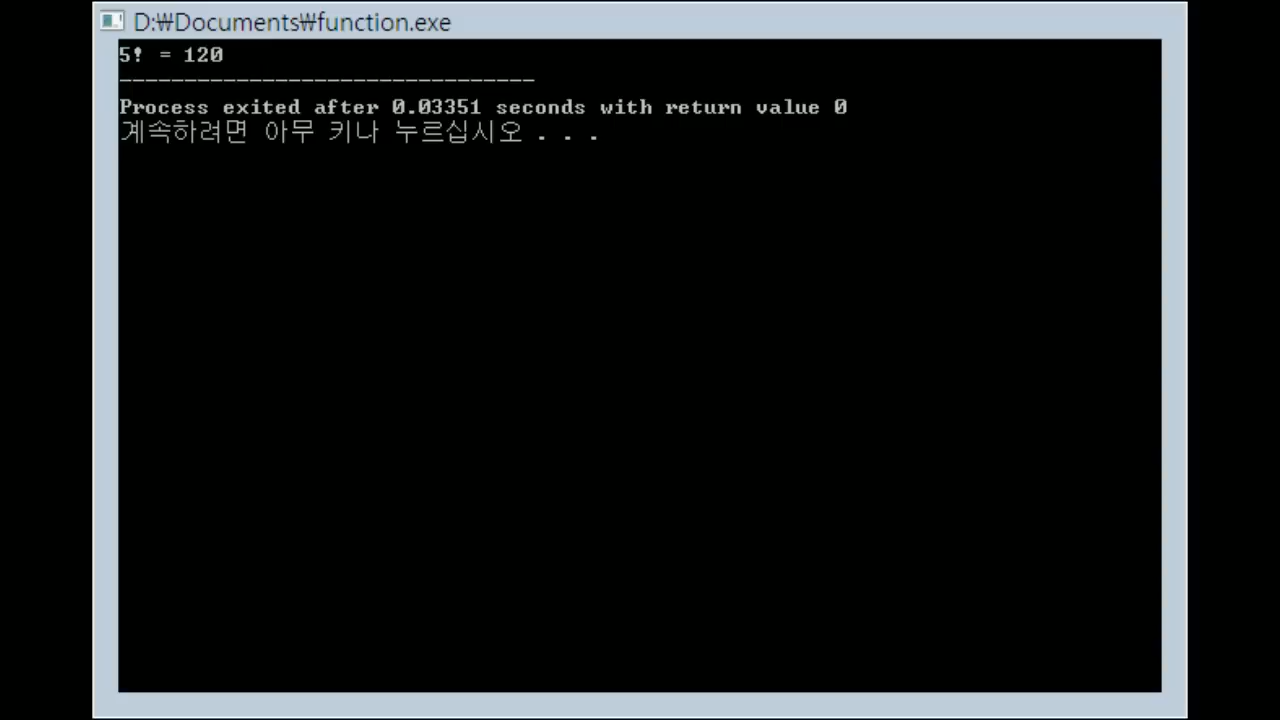 D:₩Documents₩function.exe
5! = 120
--------------------------------
Process exited after 0.03351 seconds with return value 0
계속하려면 아무 키나 누르십시오 . . .